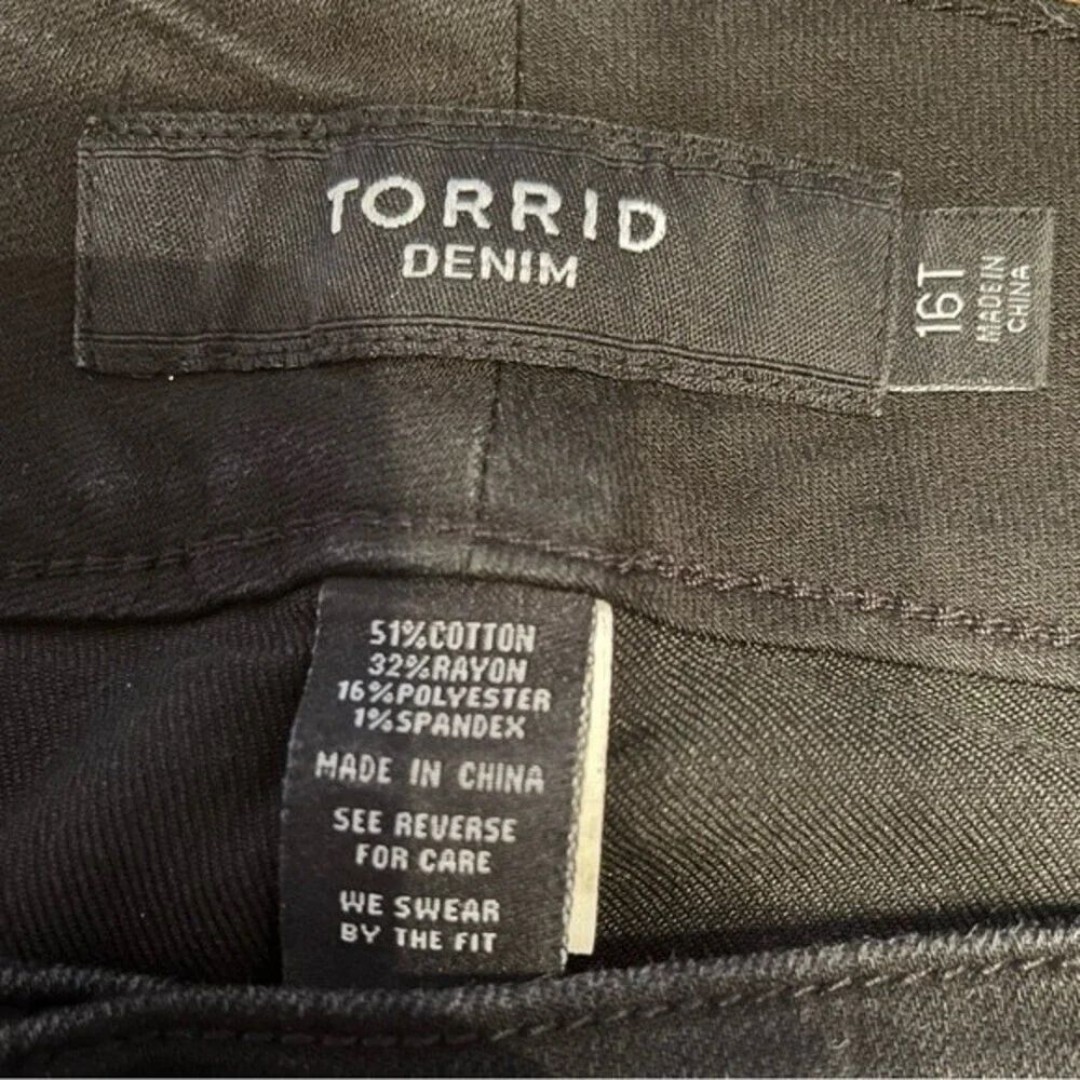 TORRID
DENIM
16T
MADE IN
CHINA
51%COTTON
32%RAYON
16%POLYESTER
1%SPANDEX
MADE IN CHINA
SEE REVERSE
FOR CARE
WE SWEAR
BY THE FIT